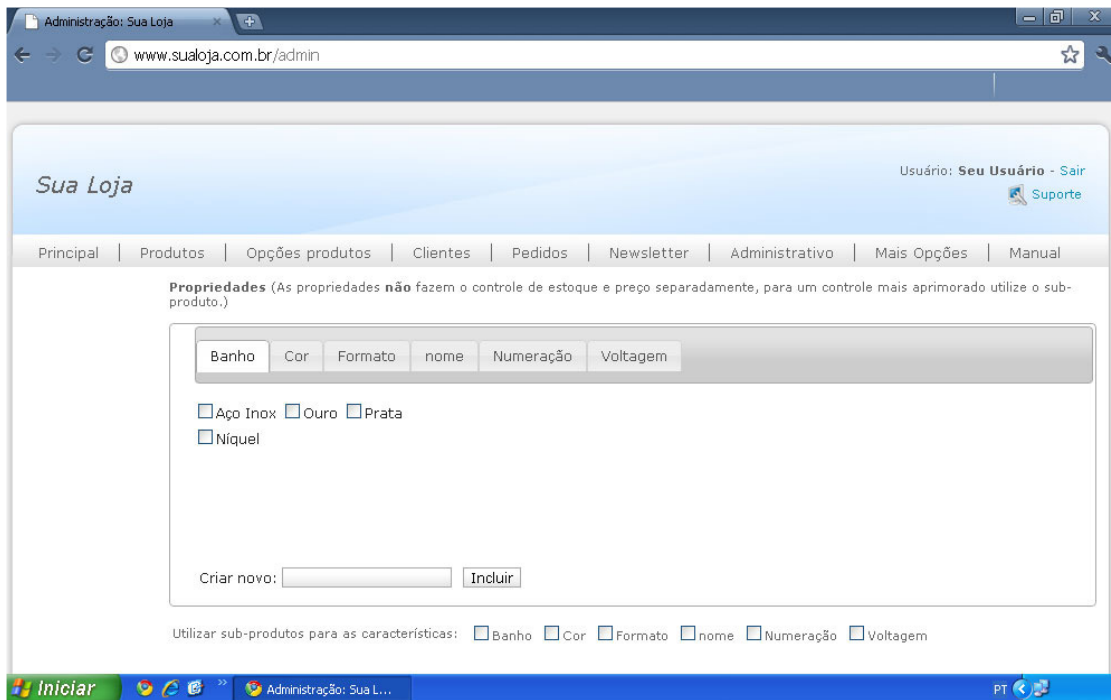 Administração: Sua Loja
www.sualoja.com.br/admin
Sua Loja
Usuário: Seu Usuário - Sair
Suporte
Principal | Produtos | Opções produtos | Clientes | Pedidos | Newsletter | Administrativo | Mais Opções | Manual
Propriedades (As propriedades não fazem o controle de estoque e preço separadamente, para um controle mais aprimorado utilize o sub-
produto.)
Banho Cor Formato nome Numeração Voltagem
Aço Inox Ouro Prata
Níquel
Criar novo: Incluir
Utilizar sub-produtos para as características: Banho Cor Formato nome Numeração Voltagem
Iniciar Administração: Sua L... PT